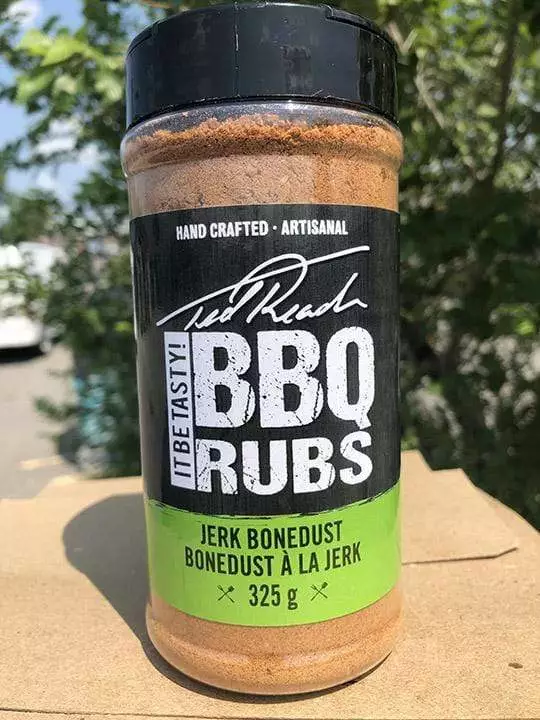 HAND CRAFTED · ARTISANAL
Ted Reader
IT BE TASTY!
BBQ
RUBS
JERK BONEDUST
BONEDUST À LA JERK
325 g